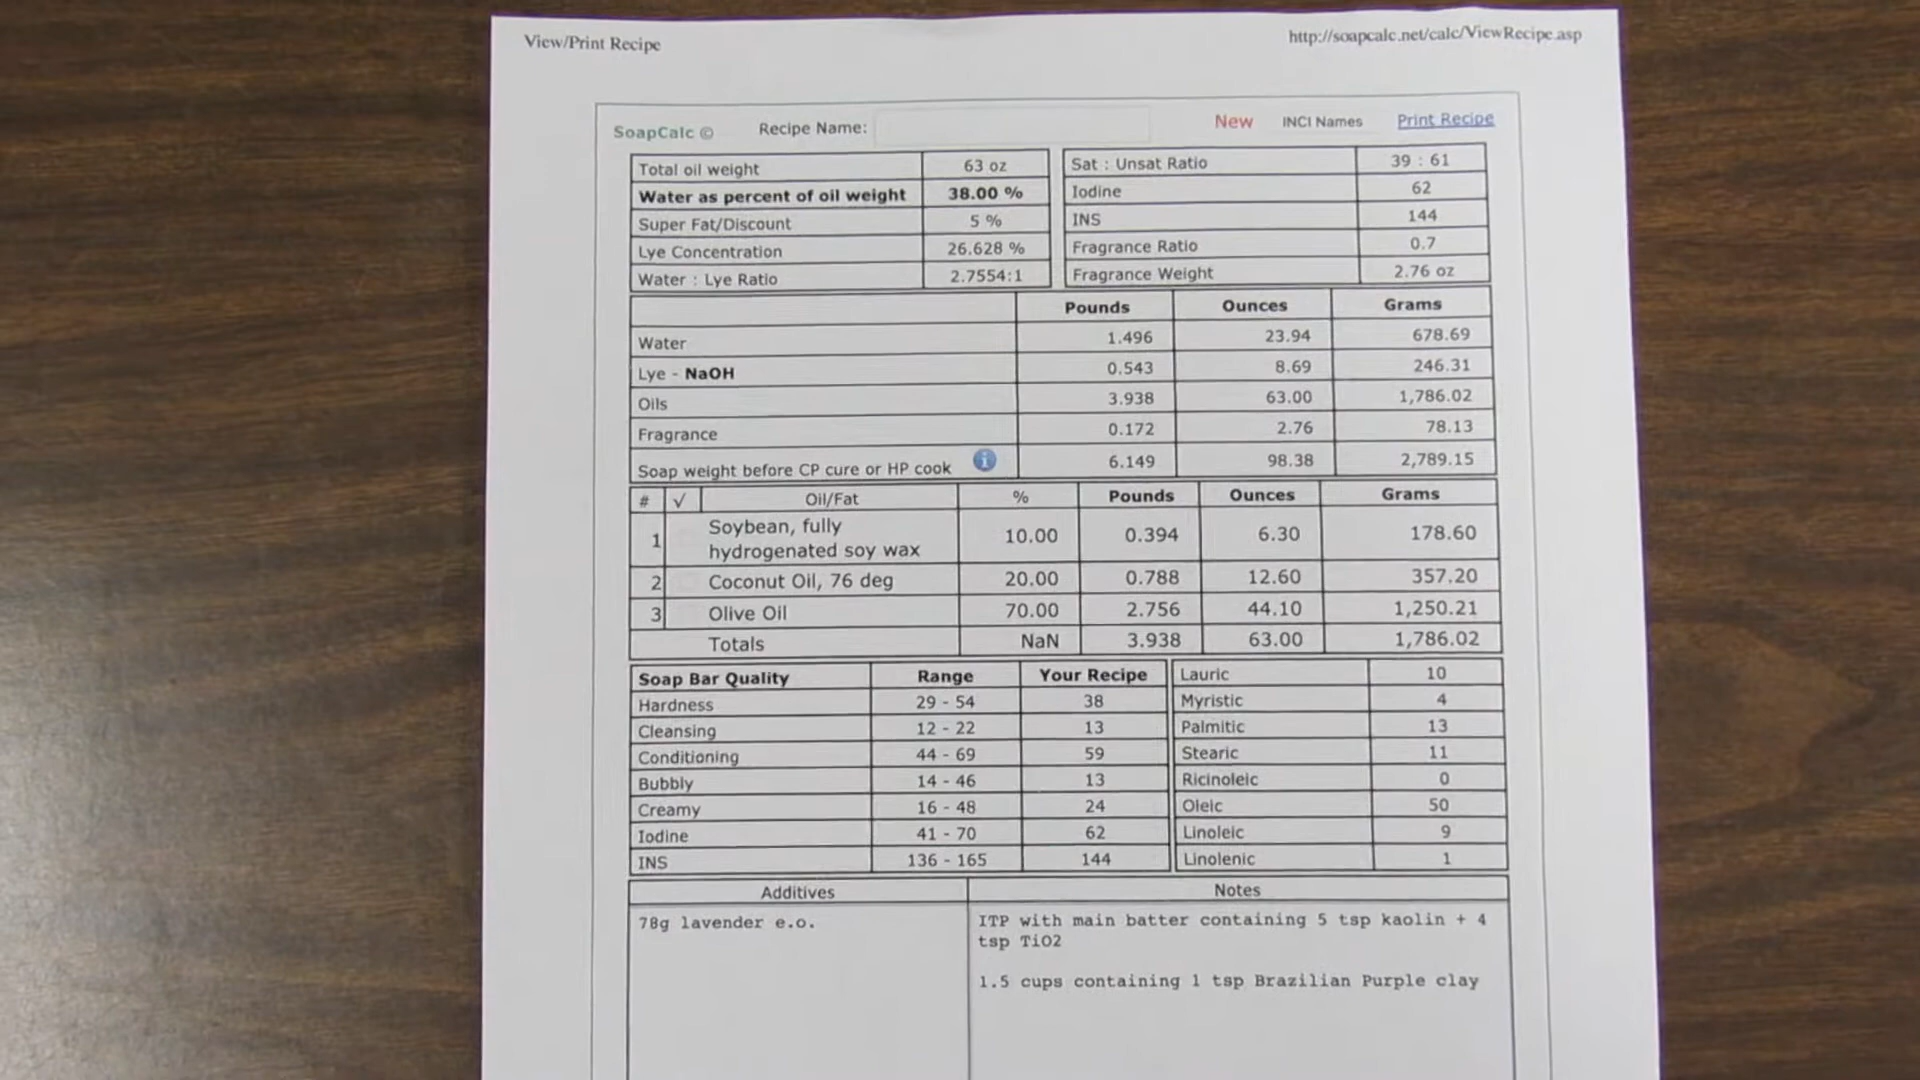 View/Print Recipe http://soapcalc.net/calc/ViewRecipe.asp
SoapCalc © Recipe Name: New INCI Names Print Recipe
Total oil weight 63 oz Sat : Unsat Ratio 39 : 61
Water as percent of oil weight 38.00 % Iodine 62
Super Fat/Discount 5 % INS 144
Lye Concentration 26.628 % Fragrance Ratio 0.7
Water : Lye Ratio 2.7554:1 Fragrance Weight 2.76 oz
Pounds Ounces Grams
Water 1.496 23.94 678.69
Lye - NaOH 0.543 8.69 246.31
Oils 3.938 63.00 1,786.02
Fragrance 0.172 2.76 78.13
Soap weight before CP cure or HP cook i 6.149 98.38 2,789.15
# √ Oil/Fat % Pounds Ounces Grams
1 Soybean, fully
hydrogenated soy wax 10.00 0.394 6.30 178.60
2 Coconut Oil, 76 deg 20.00 0.788 12.60 357.20
3 Olive Oil 70.00 2.756 44.10 1,250.21
Totals NaN 3.938 63.00 1,786.02
Soap Bar Quality Range Your Recipe Lauric 10
Hardness 29 - 54 38 Myristic 4
Cleansing 12 - 22 13 Palmitic 13
Conditioning 44 - 69 59 Stearic 11
Bubbly 14 - 46 13 Ricinoleic 0
Creamy 16 - 48 24 Oleic 50
Iodine 41 - 70 62 Linoleic 9
INS 136 - 165 144 Linolenic 1
Additives Notes
78g lavender e.o. ITP with main batter containing 5 tsp kaolin + 4
tsp TiO2
1.5 cups containing 1 tsp Brazilian Purple clay